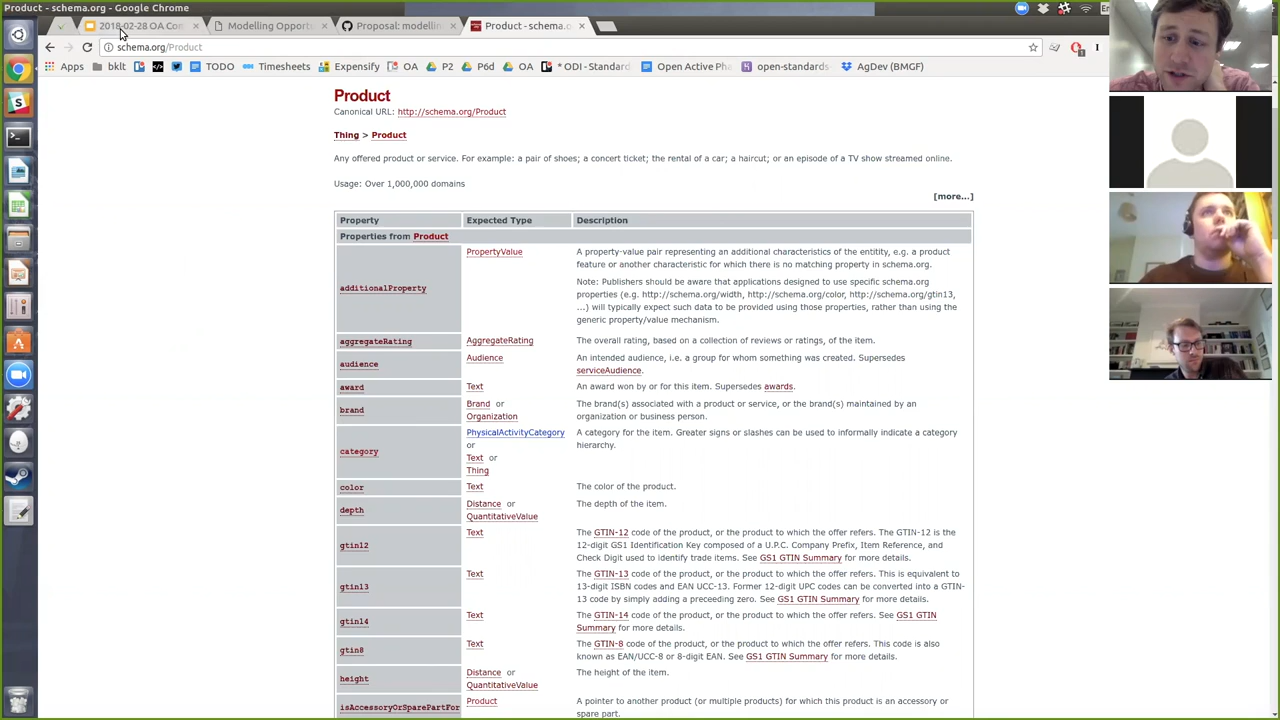 Product - schema.org - Google Chrome
2018-02-28 OA Com
Modelling Opport
Proposal: modellin
Product - schema.org
schema.org/Product
Apps
bklt
TODO
Timesheets
Expensify
OA
P2
P6d
OA
* ODI - Standard
Open Active Pha
open-standards
AgDev (BMGF)
Product
Canonical URL: http://schema.org/Product
Thing > Product
Any offered product or service. For example: a pair of shoes; a concert ticket; the rental of a car; a haircut; or an episode of a TV show streamed online.
Usage: Over 1,000,000 domains
[more...]
Property Expected Type Description
Properties from Product
additionalProperty
PropertyValue
A property-value pair representing an additional characteristics of the entitity, e.g. a product
feature or another characteristic for which there is no matching property in schema.org.
Note: Publishers should be aware that applications designed to use specific schema.org
properties (e.g. http://schema.org/width, http://schema.org/color, http://schema.org/gtin13,
...) will typically expect such data to be provided using those properties, rather than using the
generic property/value mechanism.
aggregateRating
AggregateRating
The overall rating, based on a collection of reviews or ratings, of the item.
audience
Audience
An intended audience, i.e. a group for whom something was created. Supersedes
serviceAudience.
award
Text
An award won by or for this item. Supersedes awards.
brand
Brand or
Organization
The brand(s) associated with a product or service, or the brand(s) maintained by an
organization or business person.
category
PhysicalActivityCategory
or
Text or
Thing
A category for the item. Greater signs or slashes can be used to informally indicate a category
hierarchy.
color
Text
The color of the product.
depth
Distance or
QuantitativeValue
The depth of the item.
gtin12
Text
The GTIN-12 code of the product, or the product to which the offer refers. The GTIN-12 is the
12-digit GS1 Identification Key composed of a U.P.C. Company Prefix, Item Reference, and
Check Digit used to identify trade items. See GS1 GTIN Summary for more details.
gtin13
Text
The GTIN-13 code of the product, or the product to which the offer refers. This is equivalent to
13-digit ISBN codes and EAN UCC-13. Former 12-digit UPC codes can be converted into a GTIN-
13 code by simply adding a preceeding zero. See GS1 GTIN Summary for more details.
gtin14
Text
The GTIN-14 code of the product, or the product to which the offer refers. See GS1 GTIN
Summary for more details.
gtin8
Text
The GTIN-8 code of the product, or the product to which the offer refers. This code is also
known as EAN/UCC-8 or 8-digit EAN. See GS1 GTIN Summary for more details.
height
Distance or
QuantitativeValue
The height of the item.
isAccessoryOrSparePartFor
Product
A pointer to another product (or multiple products) for which this product is an accessory or
spare part.